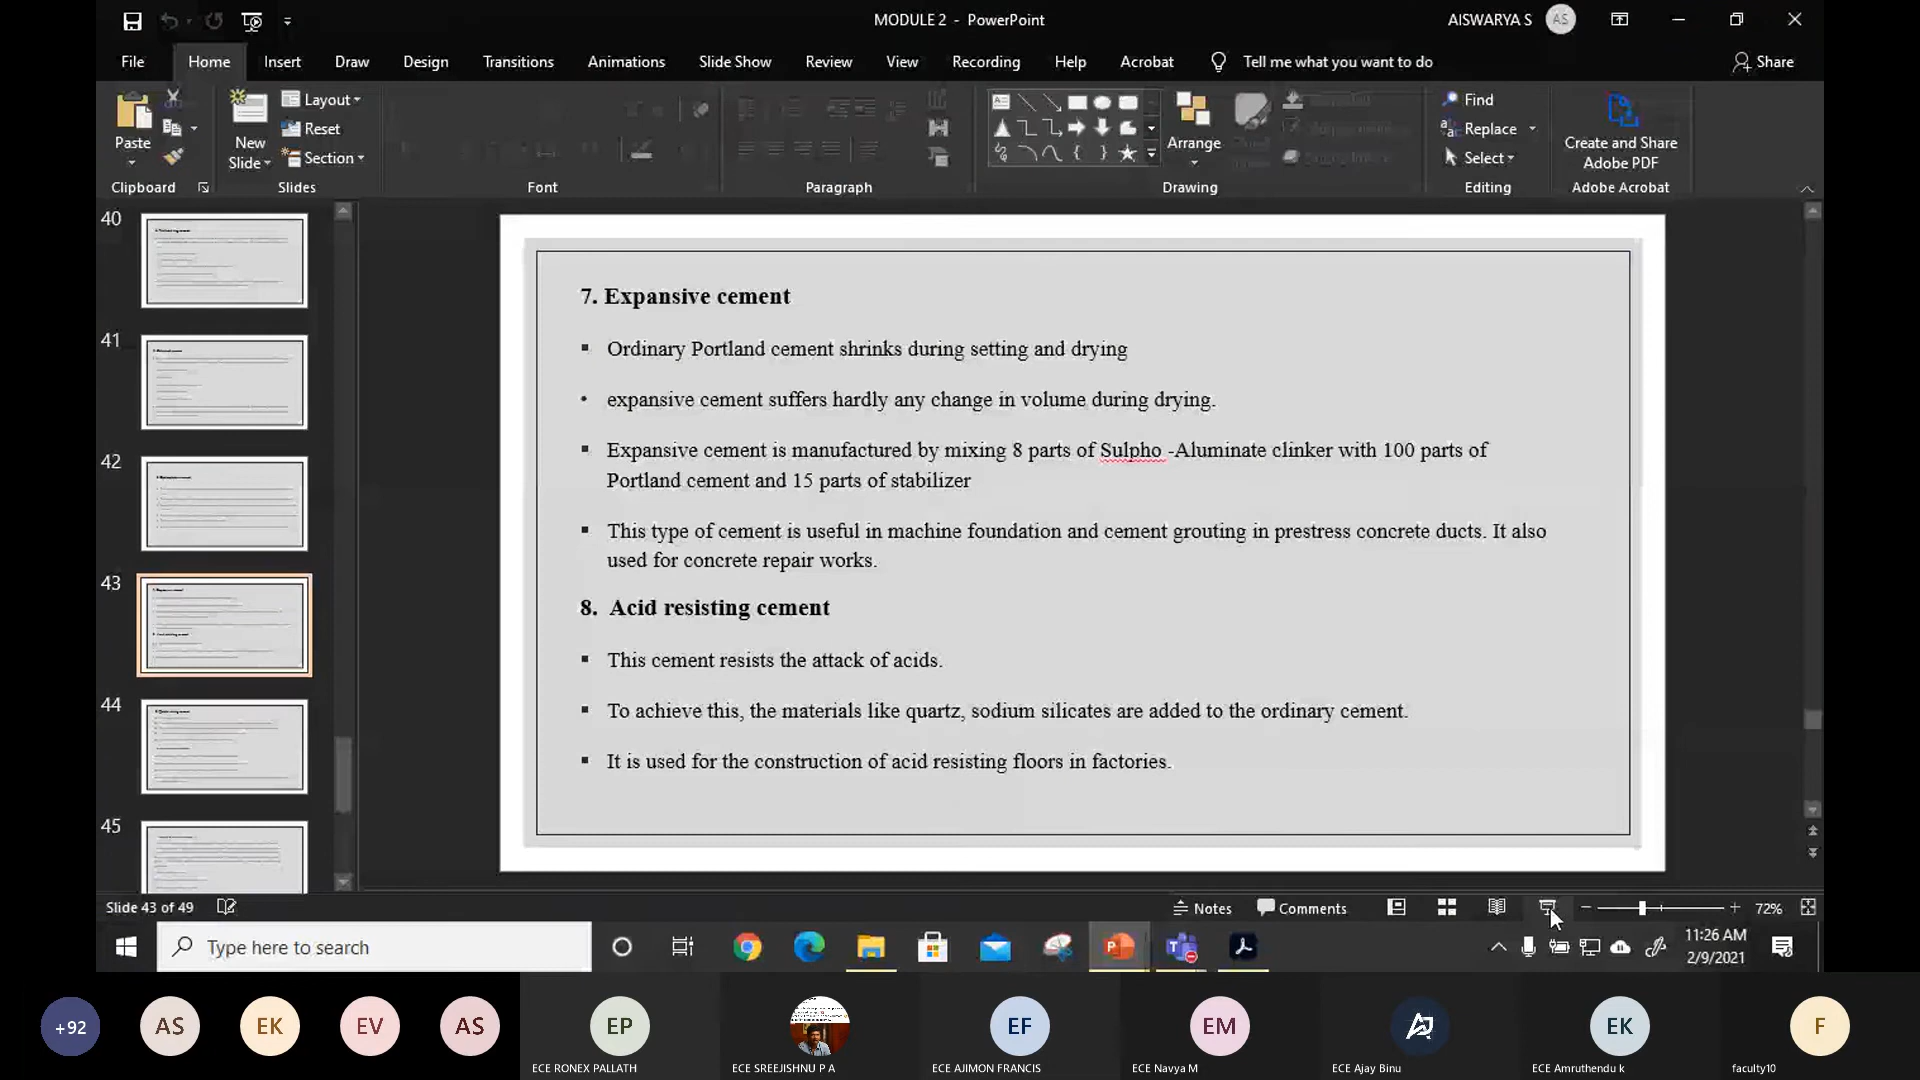 MODULE 2 - PowerPoint
AISWARYA S
AS
File
Home
Insert
Draw
Design
Transitions
Animations
Slide Show
Review
View
Recording
Help
Acrobat
Tell me what you want to do
Share
Paste
New
Slide
Layout
Reset
Section
Arrange
Find
Replace
Select
Create and Share
Adobe PDF
Clipboard
Slides
Font
Paragraph
Drawing
Editing
Adobe Acrobat
40
41
42
43
44
45
7. Expansive cement
Ordinary Portland cement shrinks during setting and drying
expansive cement suffers hardly any change in volume during drying.
Expansive cement is manufactured by mixing 8 parts of Sulpho -Aluminate clinker with 100 parts of
Portland cement and 15 parts of stabilizer
This type of cement is useful in machine foundation and cement grouting in prestress concrete ducts. It also
used for concrete repair works.
8. Acid resisting cement
This cement resists the attack of acids.
To achieve this, the materials like quartz, sodium silicates are added to the ordinary cement.
It is used for the construction of acid resisting floors in factories.
Slide 43 of 49
Notes
Comments
72%
Type here to search
11:26 AM
2/9/2021
+92
AS
EK
EV
AS
EP
EF
EM
EK
F
ECE RONEX PALLATH
ECE SREEJISHNU P A
ECE AJIMON FRANCIS
ECE Navya M
ECE Ajay Binu
ECE Amruthendu k
faculty10